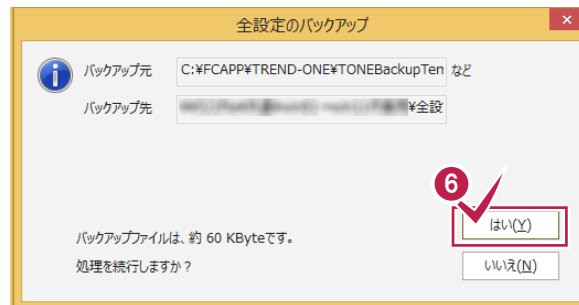 全設定のバックアップ
バックアップ元 C:¥FCAPP¥TREND-ONE¥TONEBackupTen など
バックアップ先 ¥全設
6
はい(Y)
バックアップファイルは、約 60 KByteです。
処理を続行しますか？
いいえ(N)